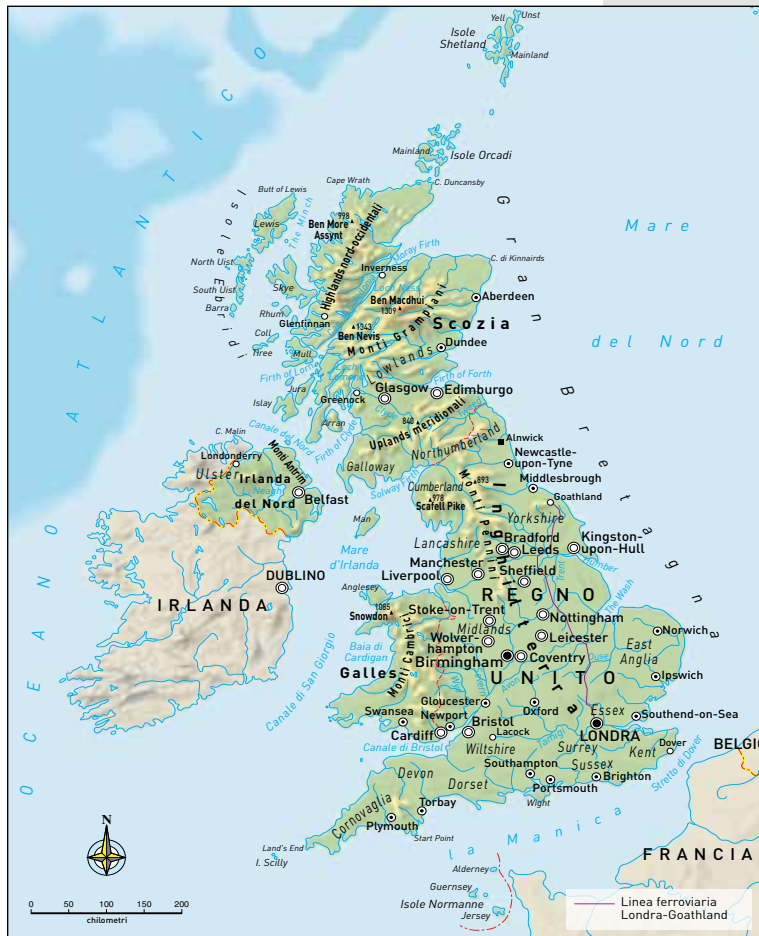 Yell
Unst
Isole
Shetland
Mainland
Mainland
Isole Orcadi
Cape Wrath
C. Duncansby
Butt of Lewis
Isole Ebridi
The Minch
Lewis
998
Ben More
Assynt
Highlands nord-occidentali
Gran Bretagna
Mare
del Nord
OCEANO ATLANTICO
North Uist
South Uist
Barra
Skye
Moray Firth
C. di Kinnairds
Inverness
Loch Ness
Ben Macdhui
1309
Aberdeen
Rhum
Glenfinnan
1343
Ben Nevis
Monti Grampiani
Scozia
Coll
Tiree
Mull
Dundee
Lowlands
Firth of Lorn
Loch
Lomond
Firth of Forth
Jura
Glasgow
Edimburgo
Greenock
Islay
Clyde
Tweed
Arran
840
Uplands meridionali
Canale del Nord
Firth of Clyde
C. Malin
Northumberland
Alnwick
Londonderry
Monti Antrim
Galloway
Newcastle-
upon-Tyne
Ulster
Irlanda
del Nord
Neagh
Solway Firth
Cumberland
893
Middlesbrough
Belfast
978
Scafell Pike
Goathland
Monti Pennini
Inghilterra
Yorkshire
Man
Lancashire
Bradford
Leeds
Kingston-
upon-Hull
Mare
d'Irlanda
Manchester
Liverpool
Sheffield
Trent
Humber
DUBLINO
Anglesey
REGNO
The Wash
IRLANDA
1085
Snowdon
Stoke-on-Trent
Nottingham
Midlands
Leicester
Norwich
Baia di
Cardigan
Monti Cambrici
Wolver-
hampton
East
Anglia
Birmingham
Coventry
Ouse
Canale di San Giorgio
Galles
UNITO
Ipswich
Wye
Severn
Avon
Gloucester
Oxford
Essex
Swansea
Newport
Bristol
Southend-on-Sea
Cardiff
Lacock
Tamigi
LONDRA
Canale di Bristol
Wiltshire
Surrey
Kent
Dover
BELGIO
Southampton
Sussex
Stretto di Dover
Devon
Dorset
Brighton
Portsmouth
Cornovaglia
Torbay
Wight
Plymouth
Start Point
La Manica
N
Land's End
I. Scilly
FRANCIA
Alderney
Guernsey
Isole Normanne
Jersey
0 50 100 150 200
chilometri
Linea ferroviaria
Londra-Goathland